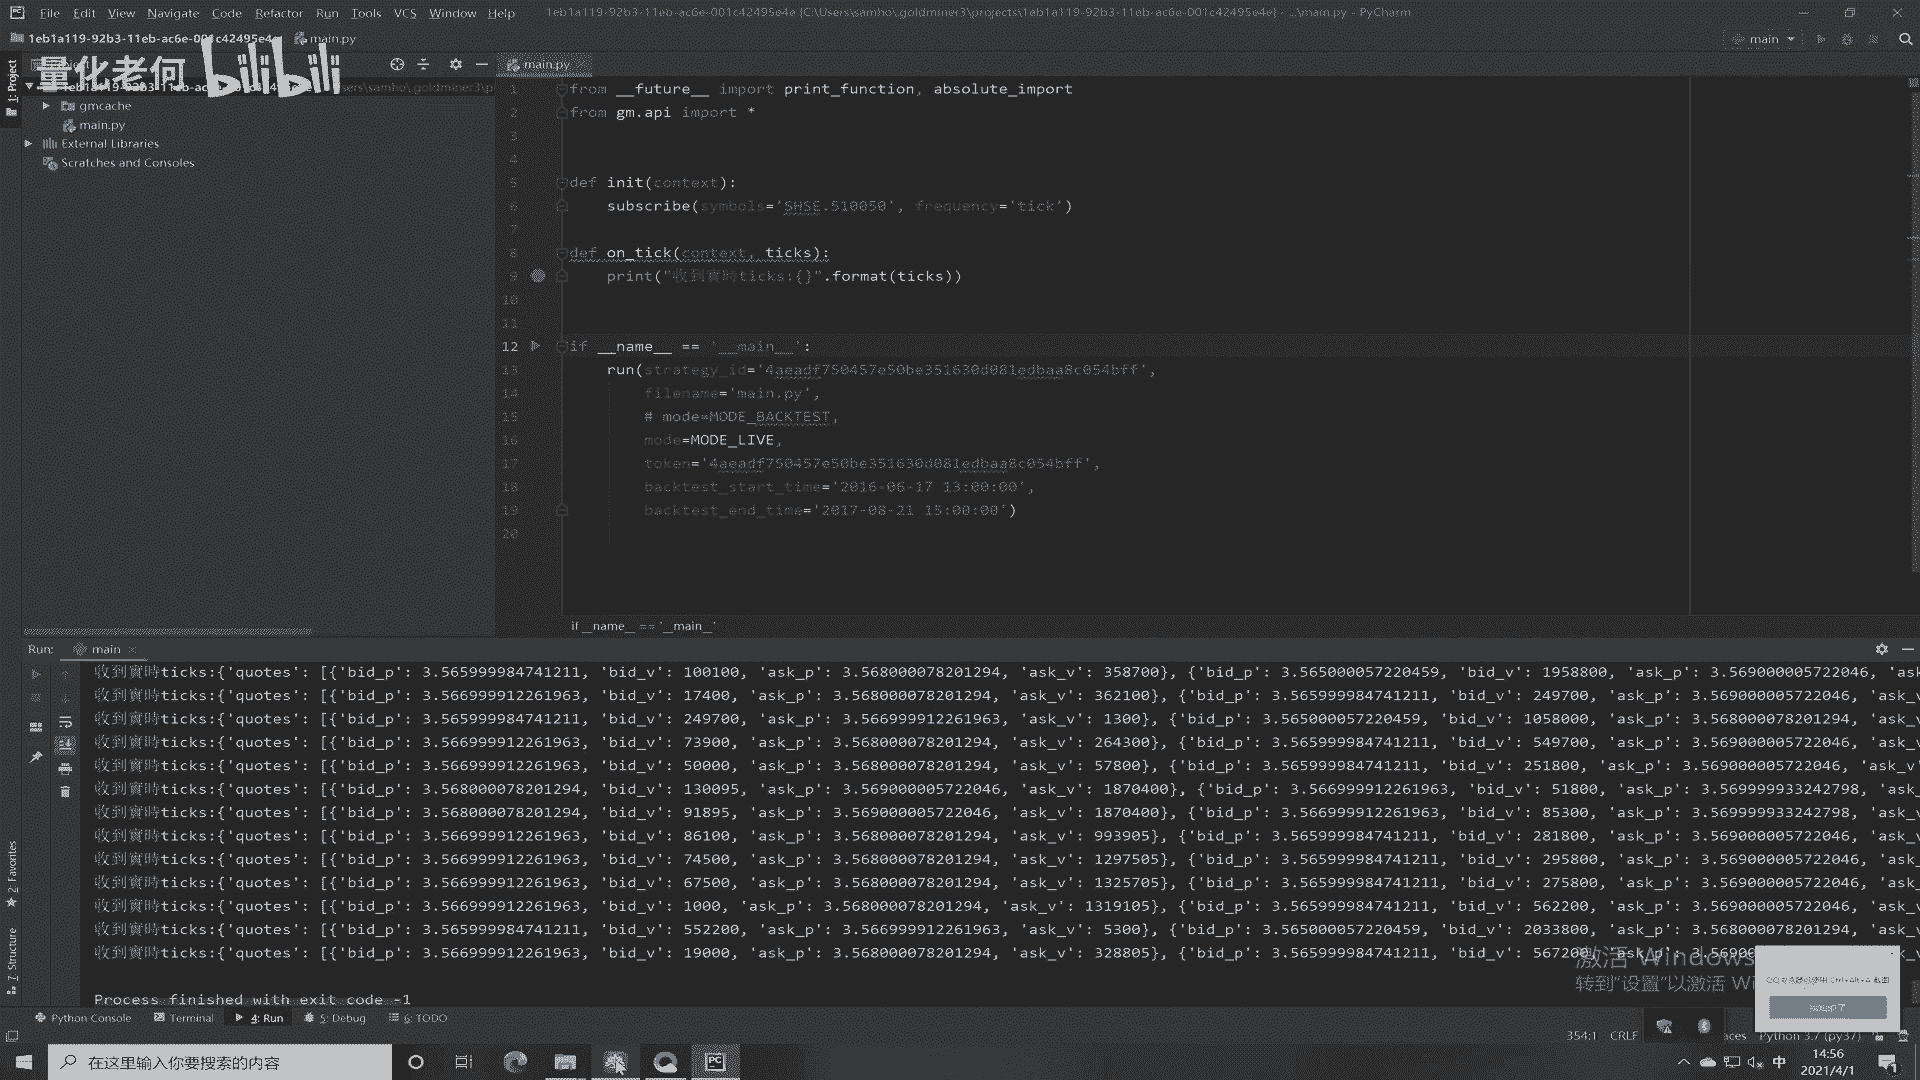 File Edit View Navigate Code Refactor Run Tools VCS Window Help
1eb1a119-92b3-11eb-ac6e-001c42495e4e [C:\Users\samho\.goldminer3\projects\1eb1a119-92b3-11eb-ac6e-001c42495e4e] - ...\main.py - PyCharm
1eb1a119-92b3-11eb-ac6e-001c42495e4e main.py
main
量化老何 bilibili
1: Project
main.py
gmcache
main.py
External Libraries
Scratches and Consoles
1 from __future__ import print_function, absolute_import
2 from gm.api import *
3
4
5 def init(context):
6 subscribe(symbols='SHSE.510050', frequency='tick')
7
8 def on_tick(context, ticks):
9 print("收到實時ticks:{}".format(ticks))
10
11
12 if __name__ == '__main__':
13 run(strategy_id='4aeadf750457e50be351630d081edbaa8c054bff',
14 filename='main.py',
15 # mode=MODE_BACKTEST,
16 mode=MODE_LIVE,
17 token='4aeadf750457e50be351630d081edbaa8c054bff',
18 backtest_start_time='2016-06-17 13:00:00',
19 backtest_end_time='2017-08-21 15:00:00')
20
if __name__ == '__main__'
Run: main
收到實時ticks:{'quotes': [{'bid_p': 3.565999984741211, 'bid_v': 100100, 'ask_p': 3.568000078201294, 'ask_v': 358700}, {'bid_p': 3.565000057220459, 'bid_v': 1958800, 'ask_p': 3.569000005722046, 'ask
收到實時ticks:{'quotes': [{'bid_p': 3.566999912261963, 'bid_v': 17400, 'ask_p': 3.568000078201294, 'ask_v': 362100}, {'bid_p': 3.565999984741211, 'bid_v': 249700, 'ask_p': 3.569000005722046, 'ask_v
收到實時ticks:{'quotes': [{'bid_p': 3.565999984741211, 'bid_v': 249700, 'ask_p': 3.566999912261963, 'ask_v': 1300}, {'bid_p': 3.565000057220459, 'bid_v': 1058000, 'ask_p': 3.568000078201294, 'ask_v
收到實時ticks:{'quotes': [{'bid_p': 3.566999912261963, 'bid_v': 73900, 'ask_p': 3.568000078201294, 'ask_v': 264300}, {'bid_p': 3.565999984741211, 'bid_v': 549700, 'ask_p': 3.569000005722046, 'ask_v
收到實時ticks:{'quotes': [{'bid_p': 3.566999912261963, 'bid_v': 50000, 'ask_p': 3.568000078201294, 'ask_v': 57800}, {'bid_p': 3.565999984741211, 'bid_v': 251800, 'ask_p': 3.569000005722046, 'ask_v'
收到實時ticks:{'quotes': [{'bid_p': 3.568000078201294, 'bid_v': 130095, 'ask_p': 3.569000005722046, 'ask_v': 1870400}, {'bid_p': 3.566999912261963, 'bid_v': 51800, 'ask_p': 3.569999933242798, 'ask_
收到實時ticks:{'quotes': [{'bid_p': 3.568000078201294, 'bid_v': 91895, 'ask_p': 3.569000005722046, 'ask_v': 1870400}, {'bid_p': 3.566999912261963, 'bid_v': 85300, 'ask_p': 3.569999933242798, 'ask_v
收到實時ticks:{'quotes': [{'bid_p': 3.566999912261963, 'bid_v': 86100, 'ask_p': 3.568000078201294, 'ask_v': 993905}, {'bid_p': 3.565999984741211, 'bid_v': 281800, 'ask_p': 3.569000005722046, 'ask_v
收到實時ticks:{'quotes': [{'bid_p': 3.566999912261963, 'bid_v': 74500, 'ask_p': 3.568000078201294, 'ask_v': 1297505}, {'bid_p': 3.565999984741211, 'bid_v': 295800, 'ask_p': 3.569000005722046, 'ask_
收到實時ticks:{'quotes': [{'bid_p': 3.566999912261963, 'bid_v': 67500, 'ask_p': 3.568000078201294, 'ask_v': 1325705}, {'bid_p': 3.565999984741211, 'bid_v': 275800, 'ask_p': 3.569000005722046, 'ask_
收到實時ticks:{'quotes': [{'bid_p': 3.566999912261963, 'bid_v': 1000, 'ask_p': 3.568000078201294, 'ask_v': 1319105}, {'bid_p': 3.565999984741211, 'bid_v': 562200, 'ask_p': 3.569000005722046, 'ask_v
收到實時ticks:{'quotes': [{'bid_p': 3.565999984741211, 'bid_v': 552200, 'ask_p': 3.566999912261963, 'ask_v': 5300}, {'bid_p': 3.565000057220459, 'bid_v': 2033800, 'ask_p': 3.568000078201294, 'ask_v
收到實時ticks:{'quotes': [{'bid_p': 3.566999912261963, 'bid_v': 19000, 'ask_p': 3.568000078201294, 'ask_v': 328805}, {'bid_p': 3.565999984741211, 'bid_v': 567200, 'ask_p': 3.56900
Process finished with exit code -1
激活 Windows
转到"设置"以激活 Wi
2: Favorites
7: Structure
Python Console Terminal 4: Run 5: Debug 6: TODO
354:1 CRLF aces Python 3.7 (py37)
在这里输入你要搜索的内容
中
14:56
2021/4/1